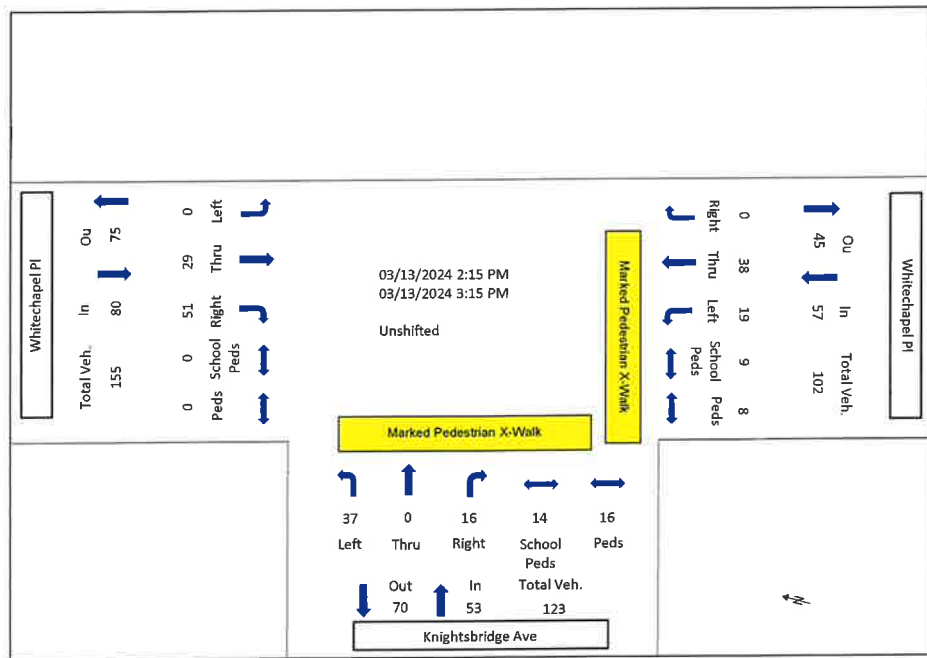 Whitechapel Pl
Ou In Total Veh.
75 80 155
0 29 51 0 0
Left Thru Right School Peds Peds
03/13/2024 2:15 PM
03/13/2024 3:15 PM
Unshifted
Marked Pedestrian X-Walk
Marked Pedestrian X-Walk
Right Thru Left School Peds Peds
0 38 19 9 8
45 57 102
Ou In Total Veh.
Whitechapel Pl
37 0 16 14 16
Left Thru Right School Peds
Peds
Out In Total Veh.
70 53 123
Knightsbridge Ave
N